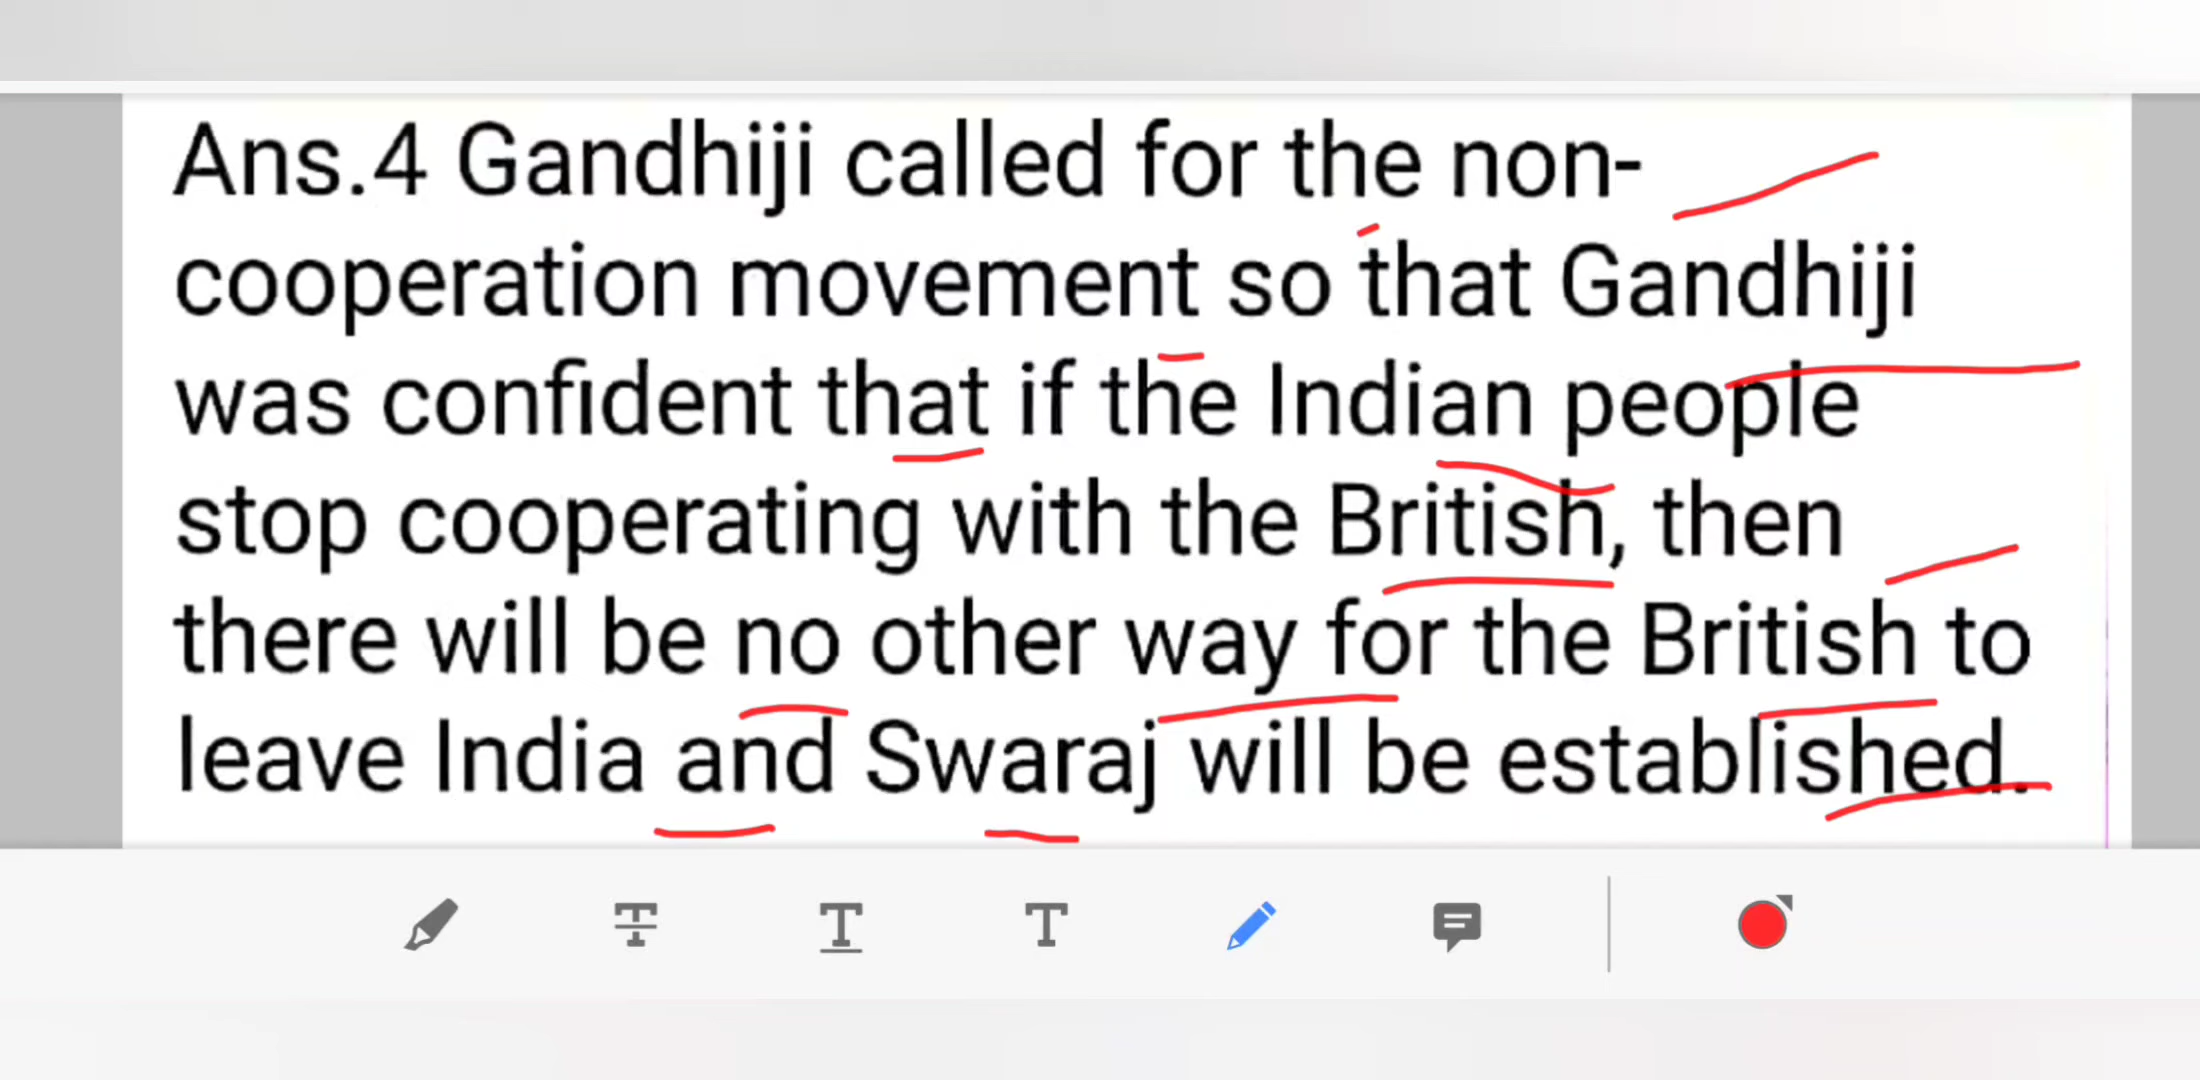 Ans.4 Gandhiji called for the non-
cooperation movement so that Gandhiji
was confident that if the Indian people
stop cooperating with the British, then
there will be no other way for the British to
leave India and Swaraj will be established.